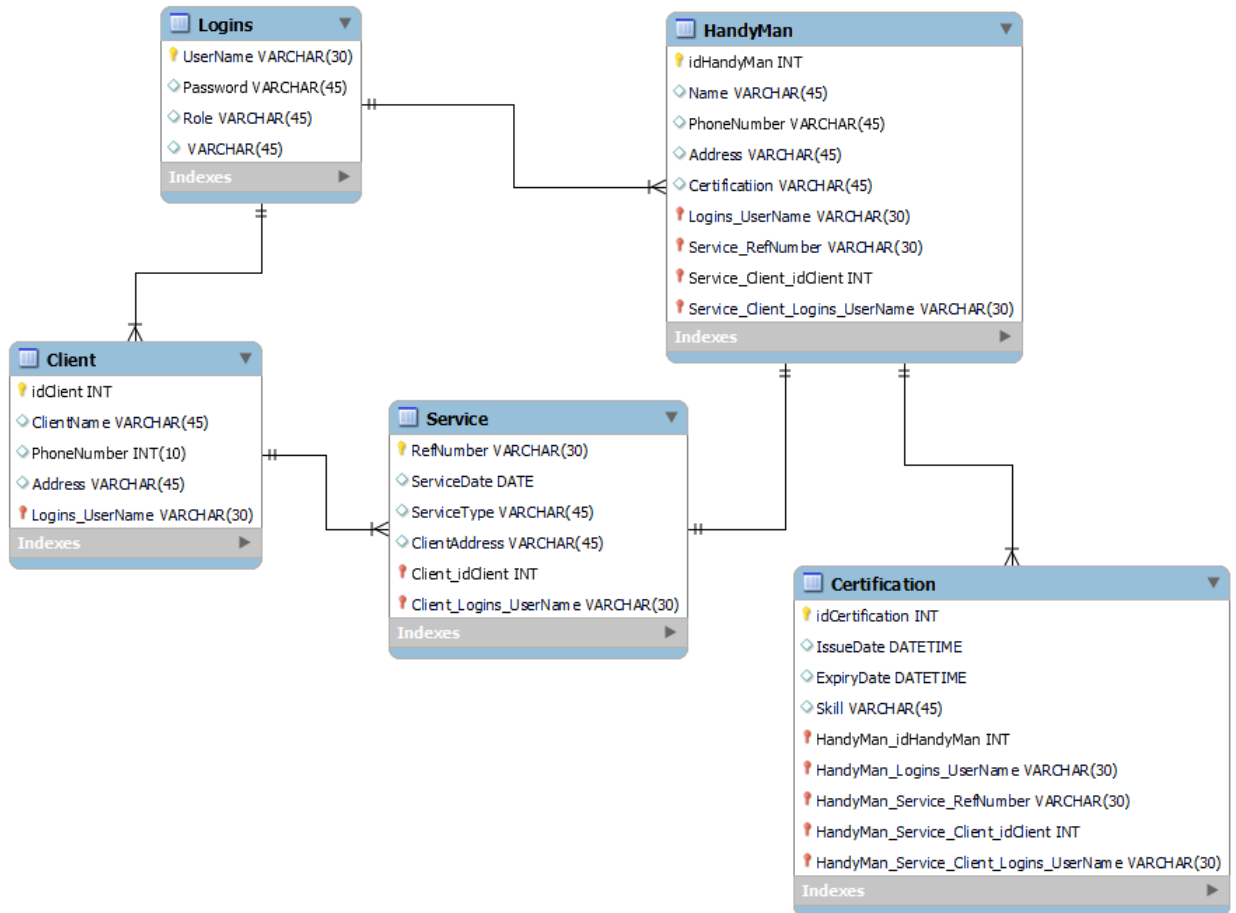 Logins
UserName VARCHAR(30)
Password VARCHAR(45)
Role VARCHAR(45)
VARCHAR(45)
Indexes
HandyMan
idHandyMan INT
Name VARCHAR(45)
PhoneNumber VARCHAR(45)
Address VARCHAR(45)
Certifcatiion VARCHAR(45)
Logins_UserName VARCHAR(30)
Service_RefNumber VARCHAR(30)
Service_Client_idClient INT
Service_Client_Logins_UserName VARCHAR(30)
Indexes
Client
idClient INT
ClientName VARCHAR(45)
PhoneNumber INT(10)
Address VARCHAR(45)
Logins_UserName VARCHAR(30)
Indexes
Service
RefNumber VARCHAR(30)
ServiceDate DATE
ServiceType VARCHAR(45)
ClientAddress VARCHAR(45)
Client_idClient INT
Client_Logins_UserName VARCHAR(30)
Indexes
Certification
idCertification INT
IssueDate DATETIME
ExpiryDate DATETIME
Skill VARCHAR(45)
HandyMan_idHandyMan INT
HandyMan_Logins_UserName VARCHAR(30)
HandyMan_Service_RefNumber VARCHAR(30)
HandyMan_Service_Client_idClient INT
HandyMan_Service_Client_Logins_UserName VARCHAR(30)
Indexes